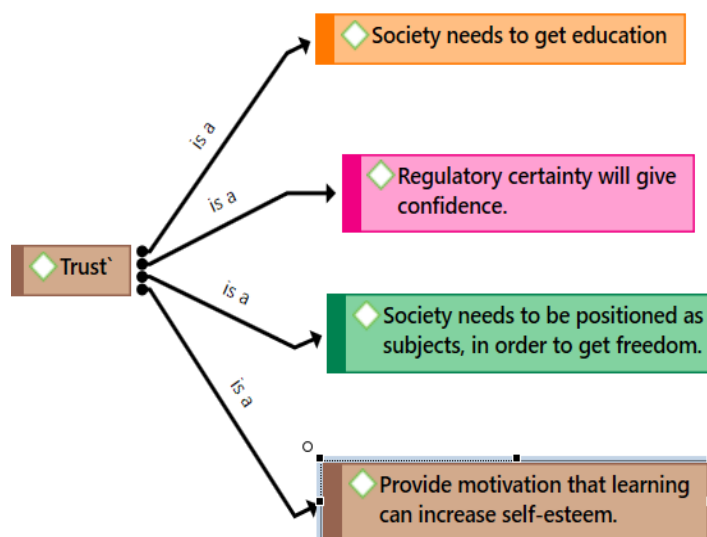 Society needs to get education
is a
Regulatory certainty will give
confidence.
is a
Trust`
is a
Society needs to be positioned as
subjects, in order to get freedom.
is a
Provide motivation that learning
can increase self-esteem.